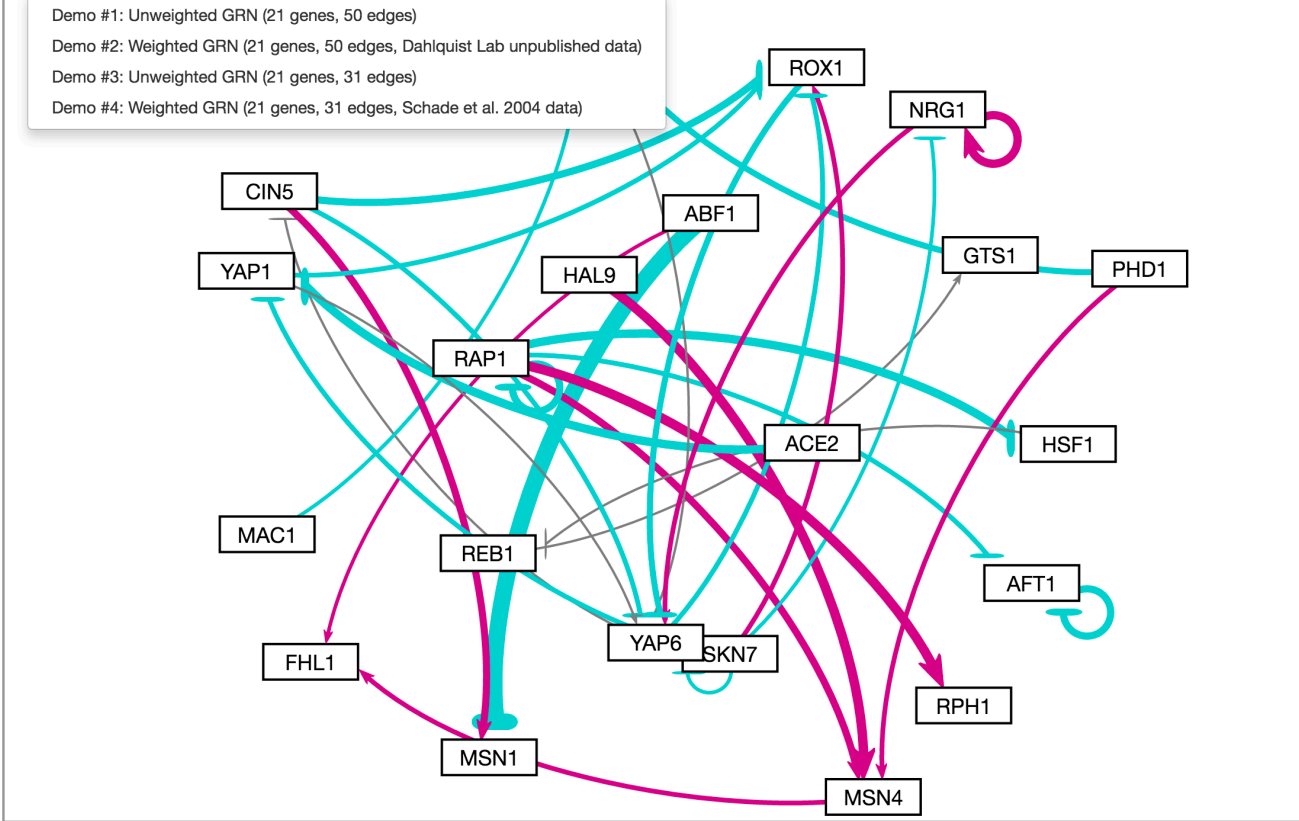 Demo #1: Unweighted GRN (21 genes, 50 edges)
Demo #2: Weighted GRN (21 genes, 50 edges, Dahlquist Lab unpublished data)
Demo #3: Unweighted GRN (21 genes, 31 edges)
Demo #4: Weighted GRN (21 genes, 31 edges, Schade et al. 2004 data)
ROX1
NRG1
CIN5
ABF1
GTS1
YAP1
HAL9
PHD1
RAP1
ACE2
HSF1
MAC1
REB1
AFT1
YAP6
SKN7
FHL1
RPH1
MSN1
MSN4